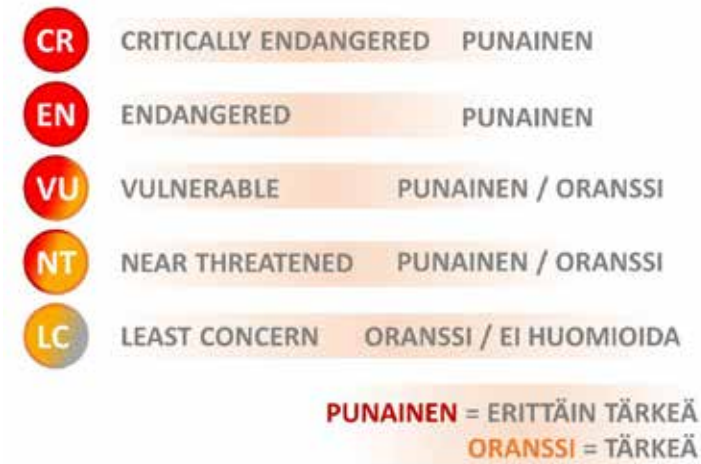 CR CRITICALLY ENDANGERED PUNAINEN
EN ENDANGERED PUNAINEN
VU VULNERABLE PUNAINEN / ORANSSI
NT NEAR THREATENED PUNAINEN / ORANSSI
LC LEAST CONCERN ORANSSI / EI HUOMIOIDA
PUNAINEN = ERITTÄIN TÄRKEÄ
ORANSSI = TÄRKEÄ